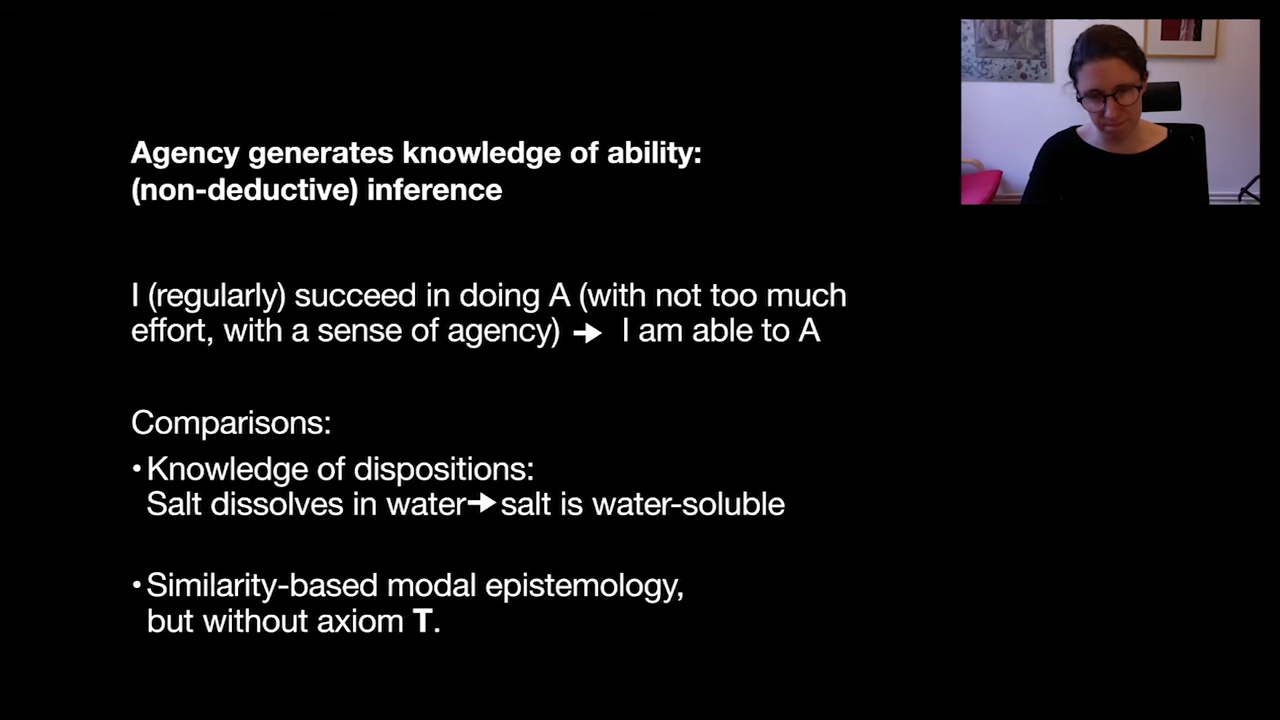 Agency generates knowledge of ability:
(non-deductive) inference
I (regularly) succeed in doing A (with not too much
effort, with a sense of agency) → I am able to A
Comparisons:
• Knowledge of dispositions:
Salt dissolves in water→salt is water-soluble
• Similarity-based modal epistemology,
but without axiom T.